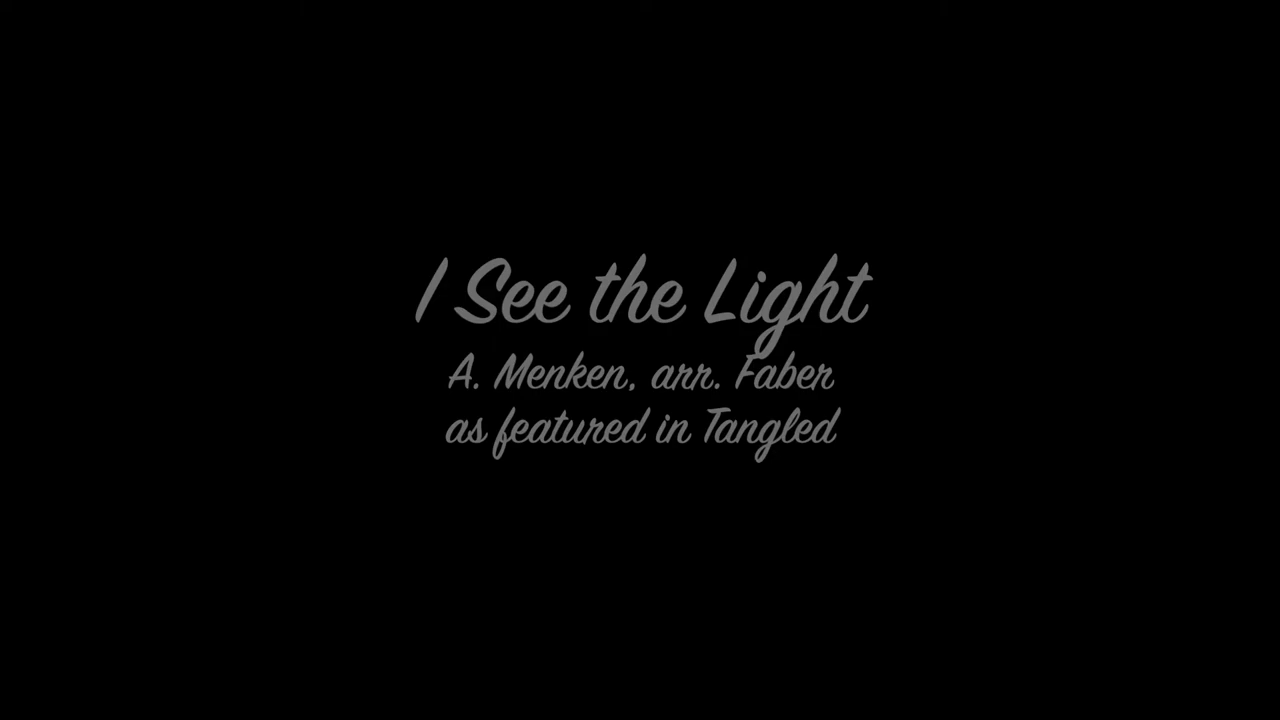 I See the Light
A. Menken, arr. Faber
as featured in Tangled